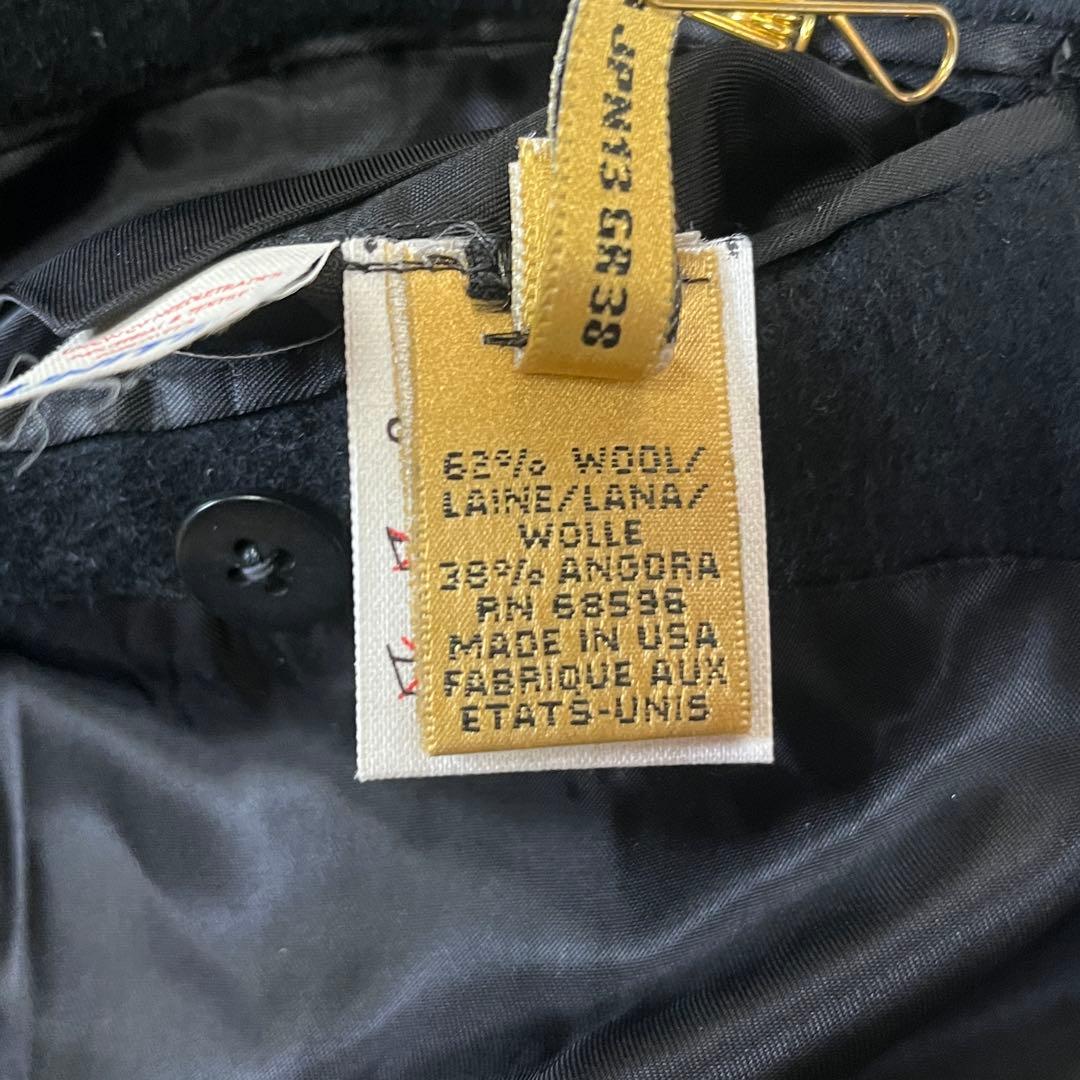 JPN13 GR38
62% WOOL/
LAINE/LANA/
WOLLE
38% ANGORA
RN 68596
MADE IN USA
FABRIQUE AUX
ETATS-UNIS